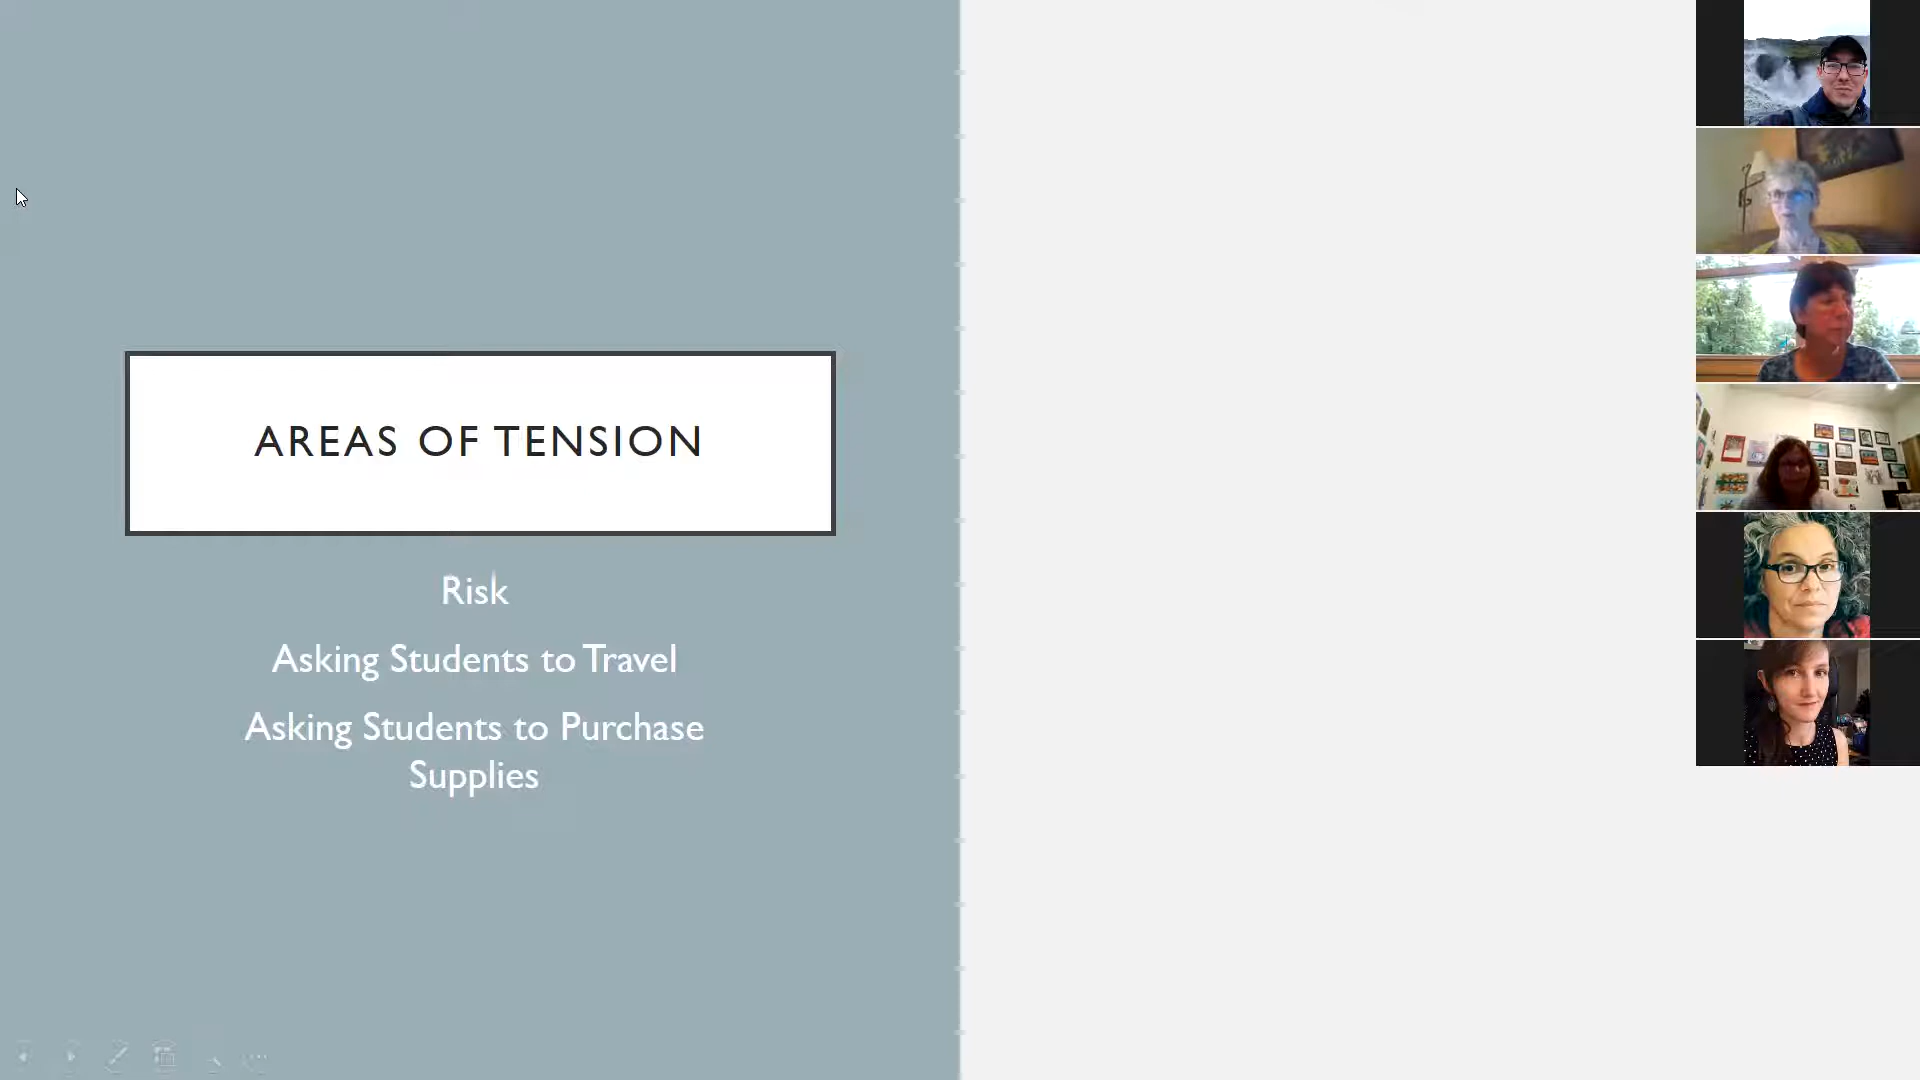 AREAS OF TENSION
Risk
Asking Students to Travel
Asking Students to Purchase
Supplies